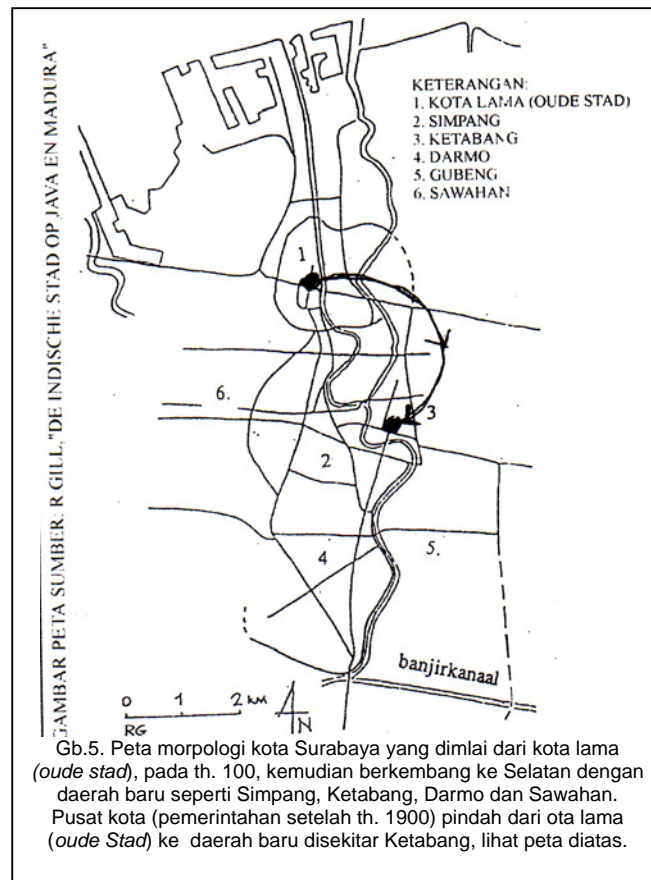 GAMBAR PETA SUMBER: R GILL,"DE INDISCHE STAD OP JAVA EN MADURA"
KETERANGAN:
1. KOTA LAMA (OUDE STAD)
2. SIMPANG
3. KETABANG
4. DARMO
5. GUBENG
6. SAWAHAN
1
6.
3
2
4
5.
banjirkanaal
0 1 2 KM
N
RG
Gb.5. Peta morpologi kota Surabaya yang dimlai dari kota lama
(oude stad), pada th. 100, kemudian berkembang ke Selatan dengan
daerah baru seperti Simpang, Ketabang, Darmo dan Sawahan.
Pusat kota (pemerintahan setelah th. 1900) pindah dari ota lama
(oude Stad) ke daerah baru disekitar Ketabang, lihat peta diatas.